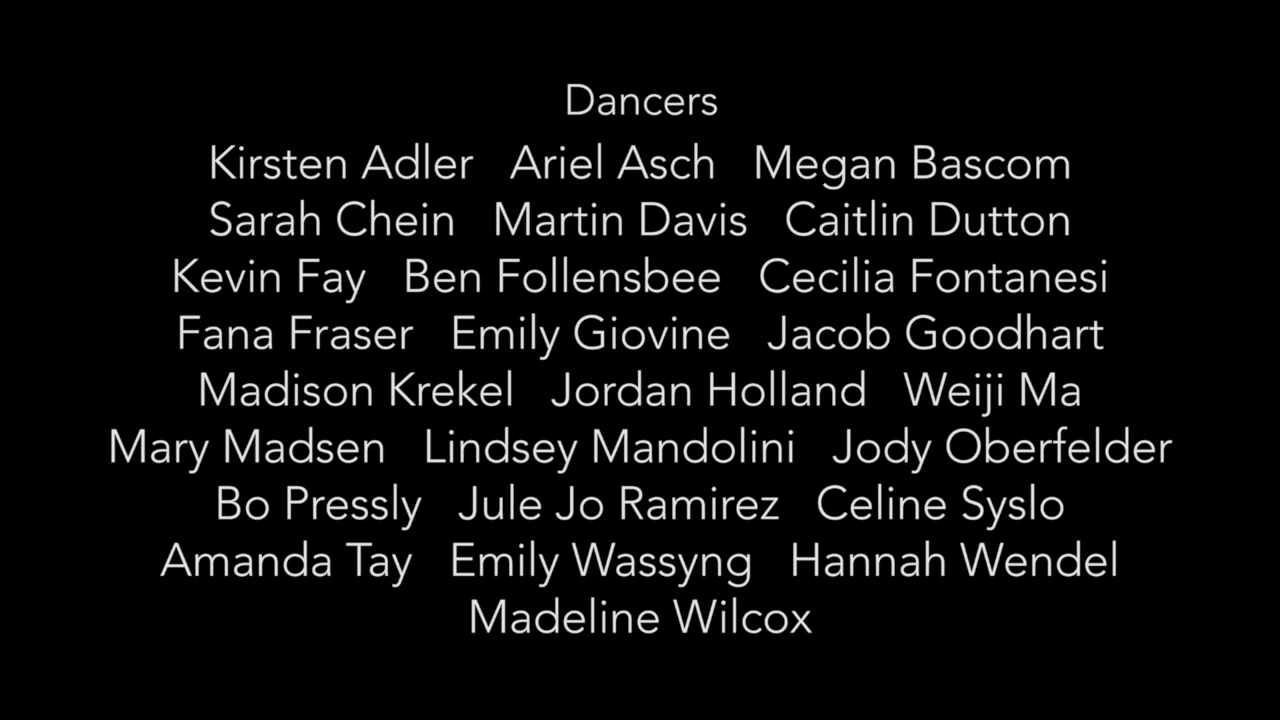 Dancers
Kirsten Adler Ariel Asch Megan Bascom
Sarah Chein Martin Davis Caitlin Dutton
Kevin Fay Ben Follensbee Cecilia Fontanesi
Fana Fraser Emily Giovine Jacob Goodhart
Madison Krekel Jordan Holland Weiji Ma
Mary Madsen Lindsey Mandolini Jody Oberfelder
Bo Pressly Jule Jo Ramirez Celine Syslo
Amanda Tay Emily Wassyng Hannah Wendel
Madeline Wilcox